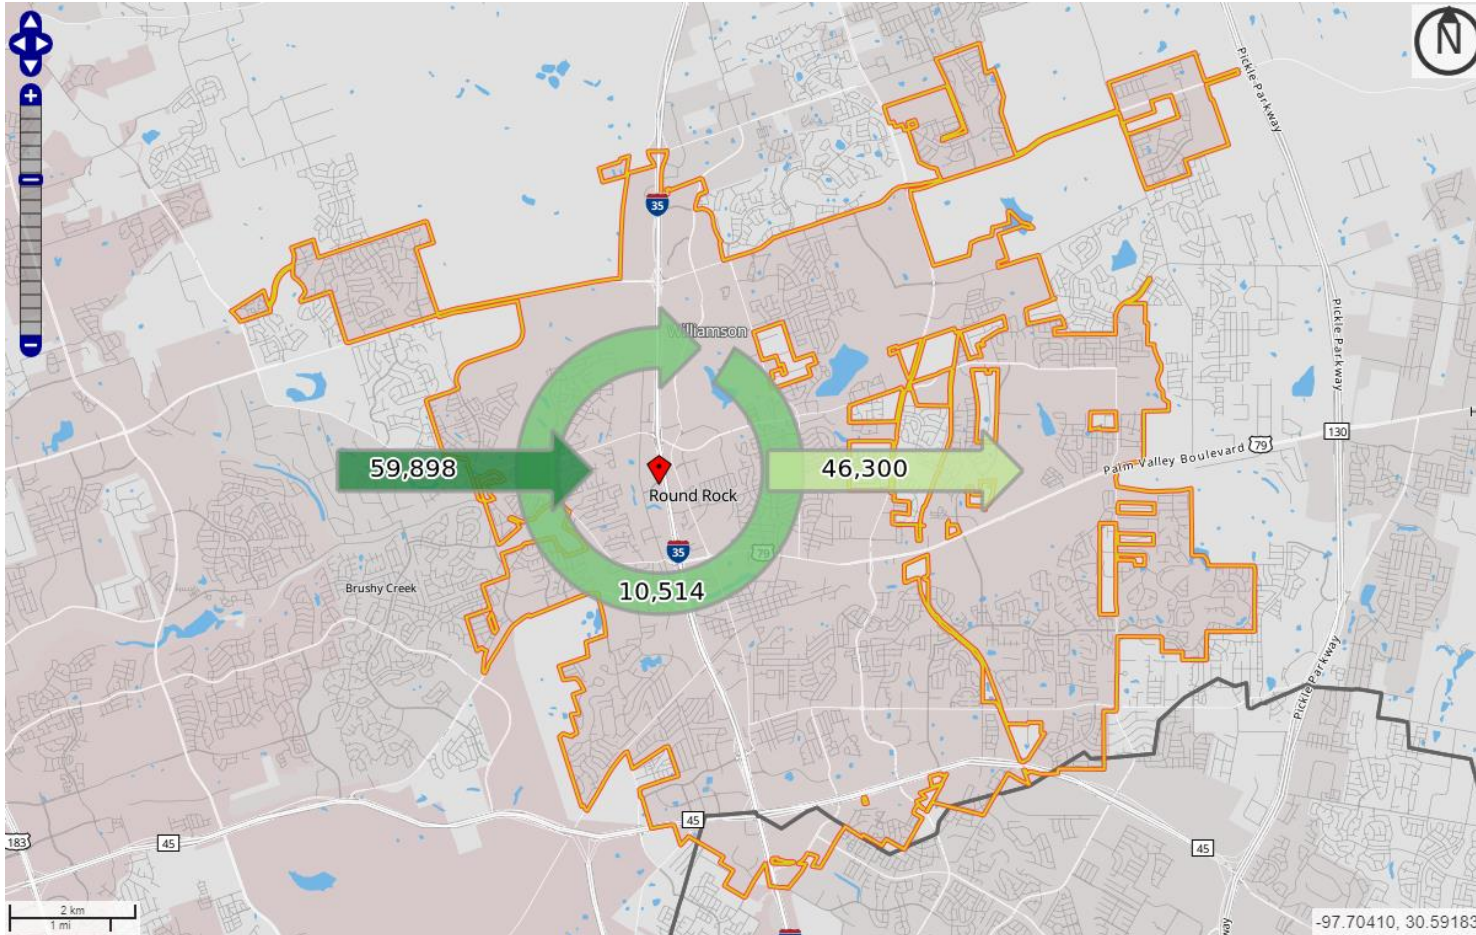 N
Pickle Parkway
35
Williamson
Pickle Parkway
59,898
46,300
130
Palm Valley Boulevard
79
H
Round Rock
35
79
Brushy Creek
10,514
Pickle Parkway
45
183
45
45
2 km
1 mi
-97.70410, 30.59183
way